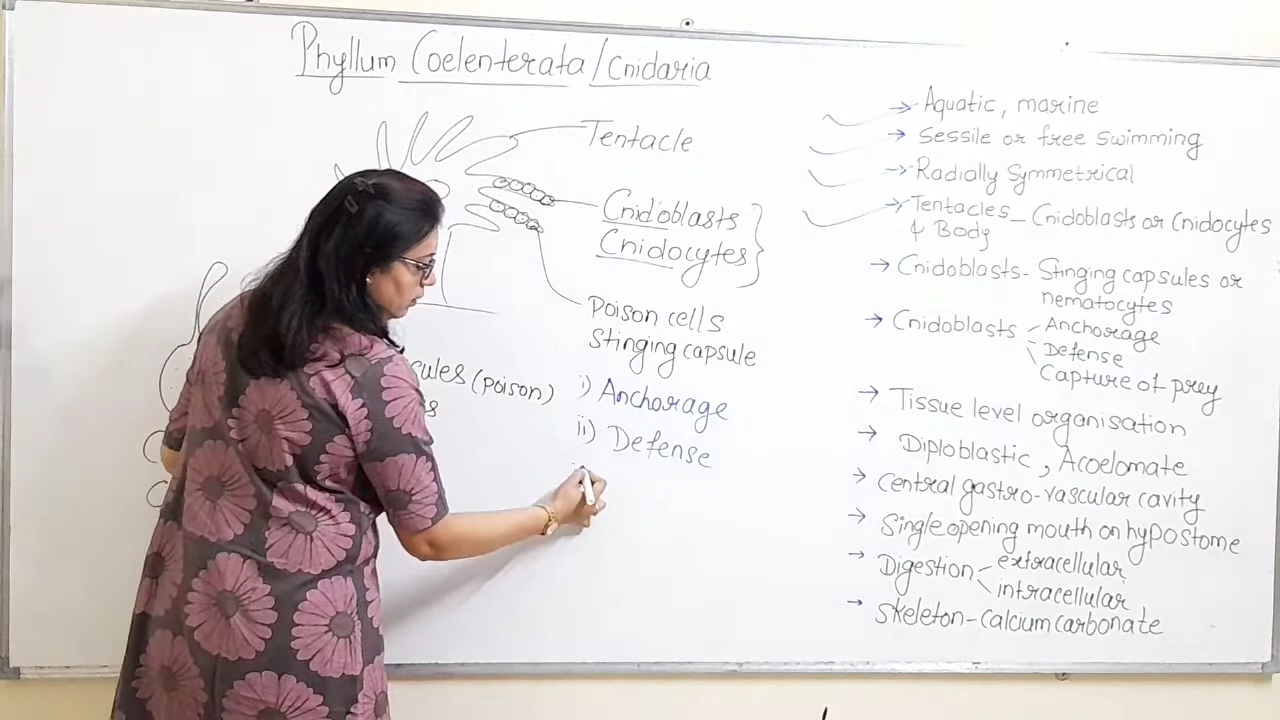 Phyllum Coelenterata/Cnidaria
Tentacle
Cnidoblasts
Cnidocytes
Poison cells
Stinging capsule
i) Anchorage
ii) Defense
(Poison)
→ Aquatic, marine
→ Sessile or free swimming
→ Radially Symmetrical
→ Tentacles - Cnidoblasts or Cnidocytes
& Body
→ Cnidoblasts - Stinging capsules or
nematocytes
→ Cnidoblasts - Anchorage
Defense
Capture of prey
→ Tissue level organisation
→ Diploblastic, Acoelomate
→ Central gastro-vascular cavity
→ Single opening mouth on hypostome
→ Digestion - extracellular
intracellular
→ Skeleton - Calcium carbonate